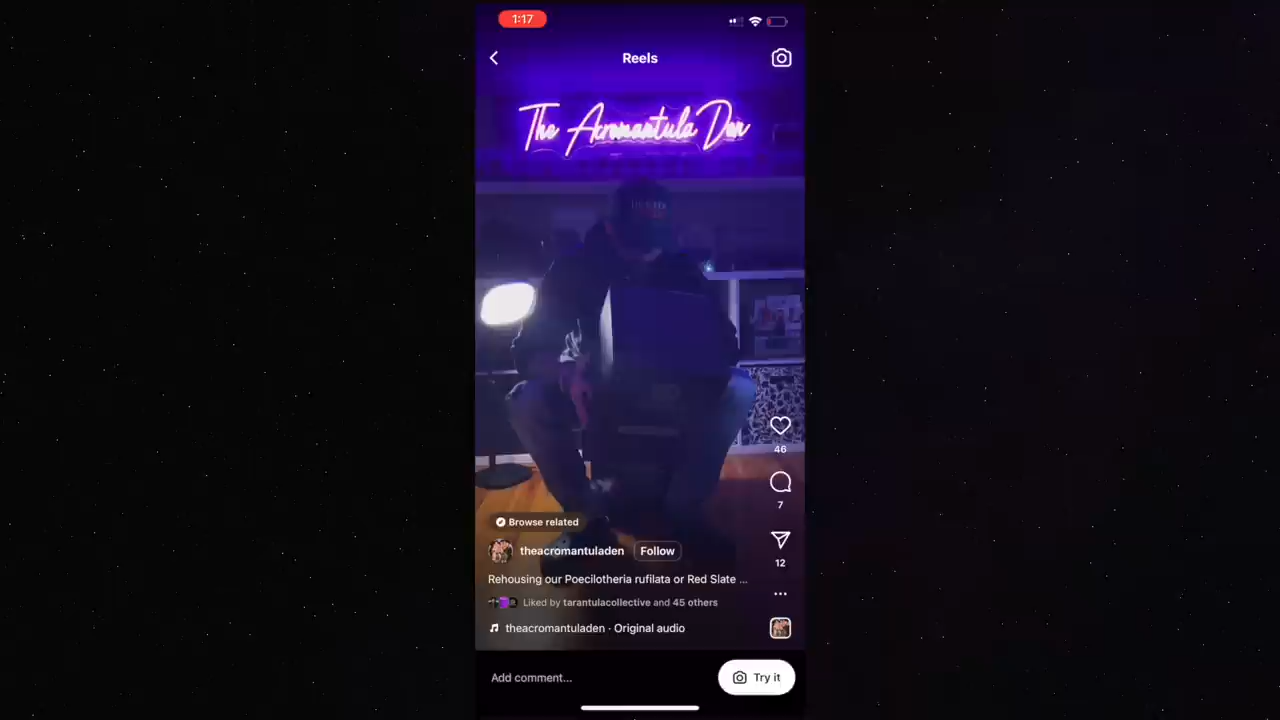 1:17
Reels
The Acromantula Den
46
7
12
Browse related
theacromantuladen Follow
Rehousing our Poecilotheria rufilata or Red Slate ...
Liked by tarantulacollective and 45 others
theacromantuladen · Original audio
Add comment...
Try it